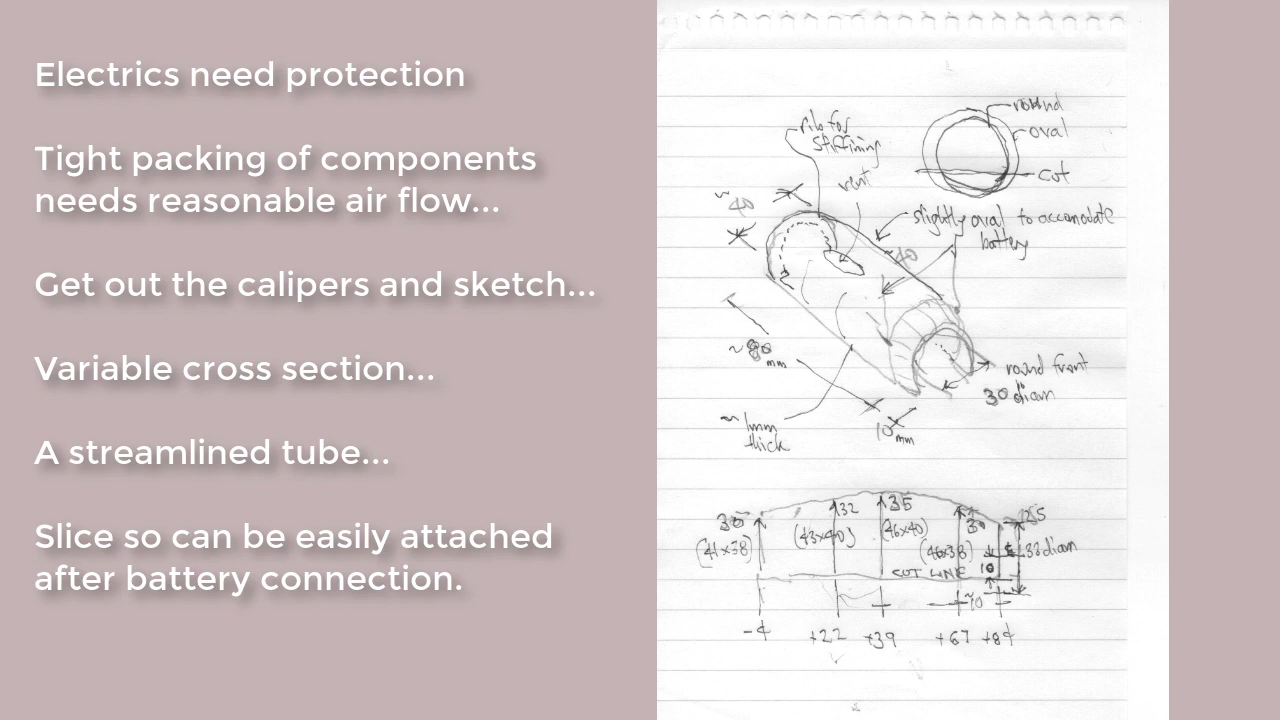 Electrics need protection
Tight packing of components
needs reasonable air flow...
Get out the calipers and sketch...
Variable cross section...
A streamlined tube...
Slice so can be easily attached
after battery connection.
round
oval
cut
ribs for
stiffining
vent
~40
slightly oval to accomodate
battery
~40
~80
mm
round front
30 diam
10
mm
~1mm
thick
32
35
30
25
(41x38)
(43x40)
(46x40)
(46x38)
30
33 diam
CUT LINE
10
~10
-4
+22
+39
+67
+84